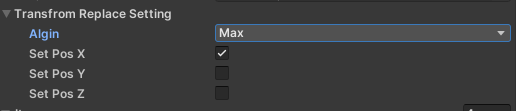 Transfrom Replace Setting
Algin Max
Set Pos X
Set Pos Y
Set Pos Z